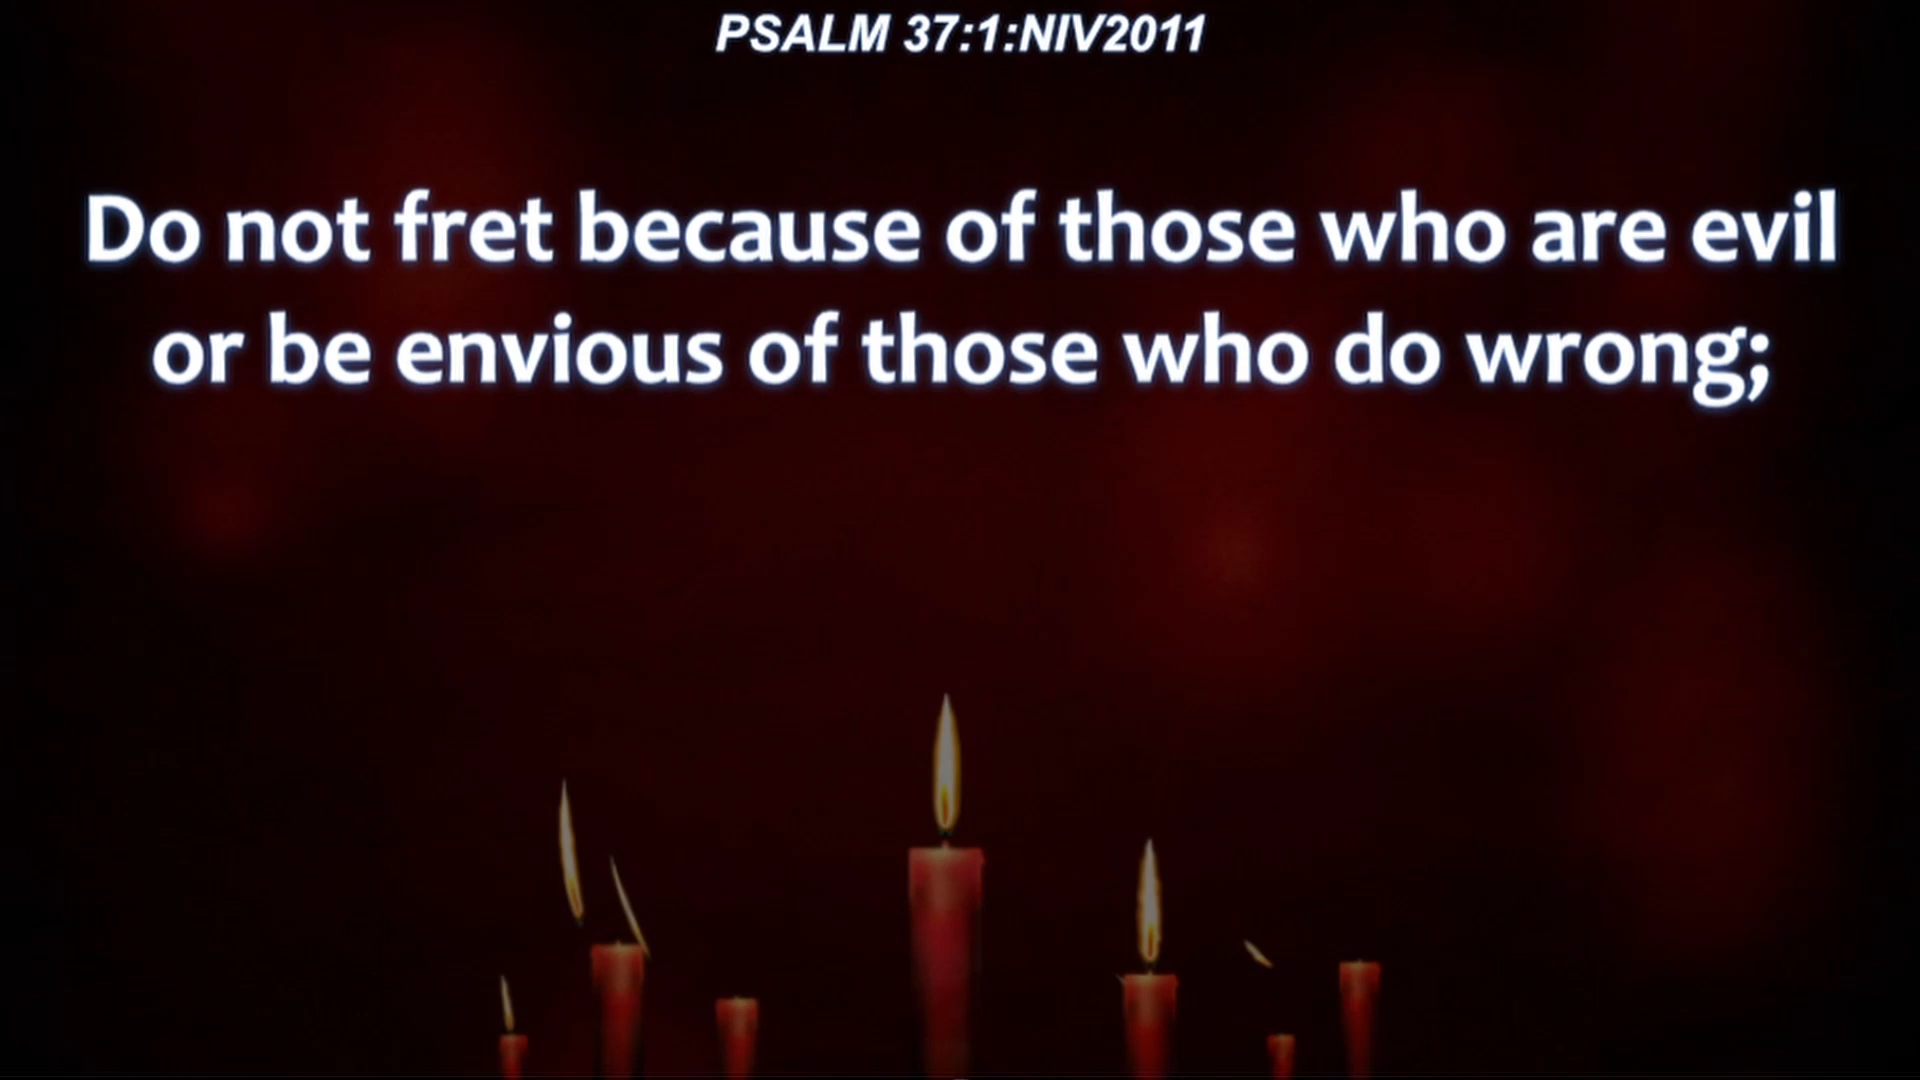 PSALM 37:1:NIV2011
Do not fret because of those who are evil
or be envious of those who do wrong;